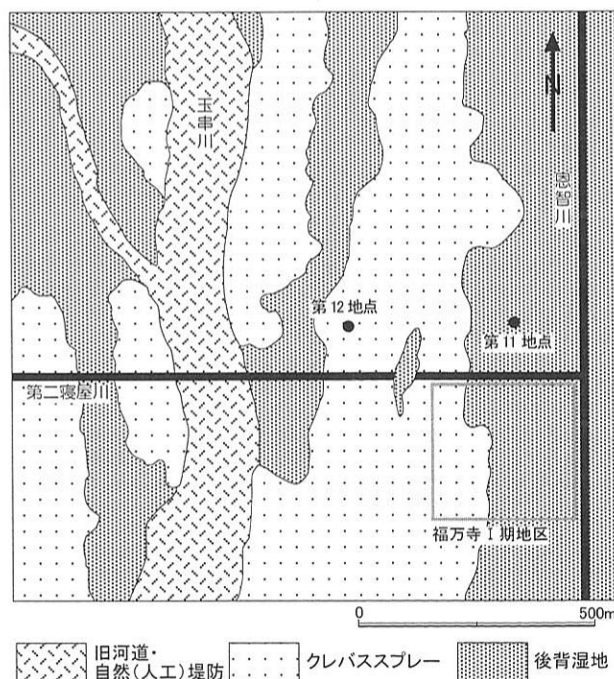 N
玉串川
恩智川
第12地点
第11地点
第二寝屋川
福万寺Ⅰ期地区
0
500m
旧河道・
自然(人工)堤防
クレバススプレー
後背湿地